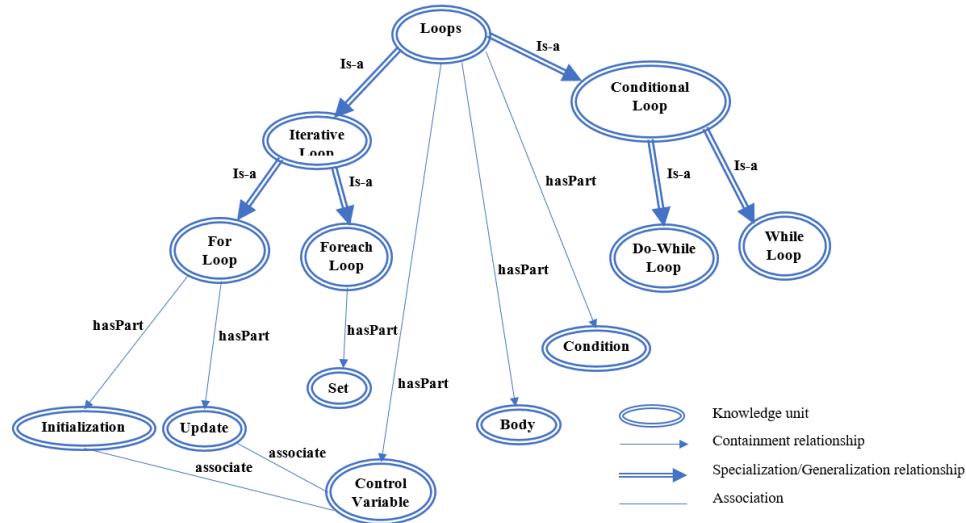 Loops
Is-a
Is-a
Conditional
Loop
Iterative
Loop
Is-a
Is-a
hasPart
Is-a
Is-a
For
Loop
Foreach
Loop
Do-While
Loop
While
Loop
hasPart
hasPart
hasPart
hasPart
Condition
hasPart
Set
Initialization
Update
Body
Knowledge unit
Containment relationship
associate
associate
Control
Variable
Specialization/Generalization relationship
Association